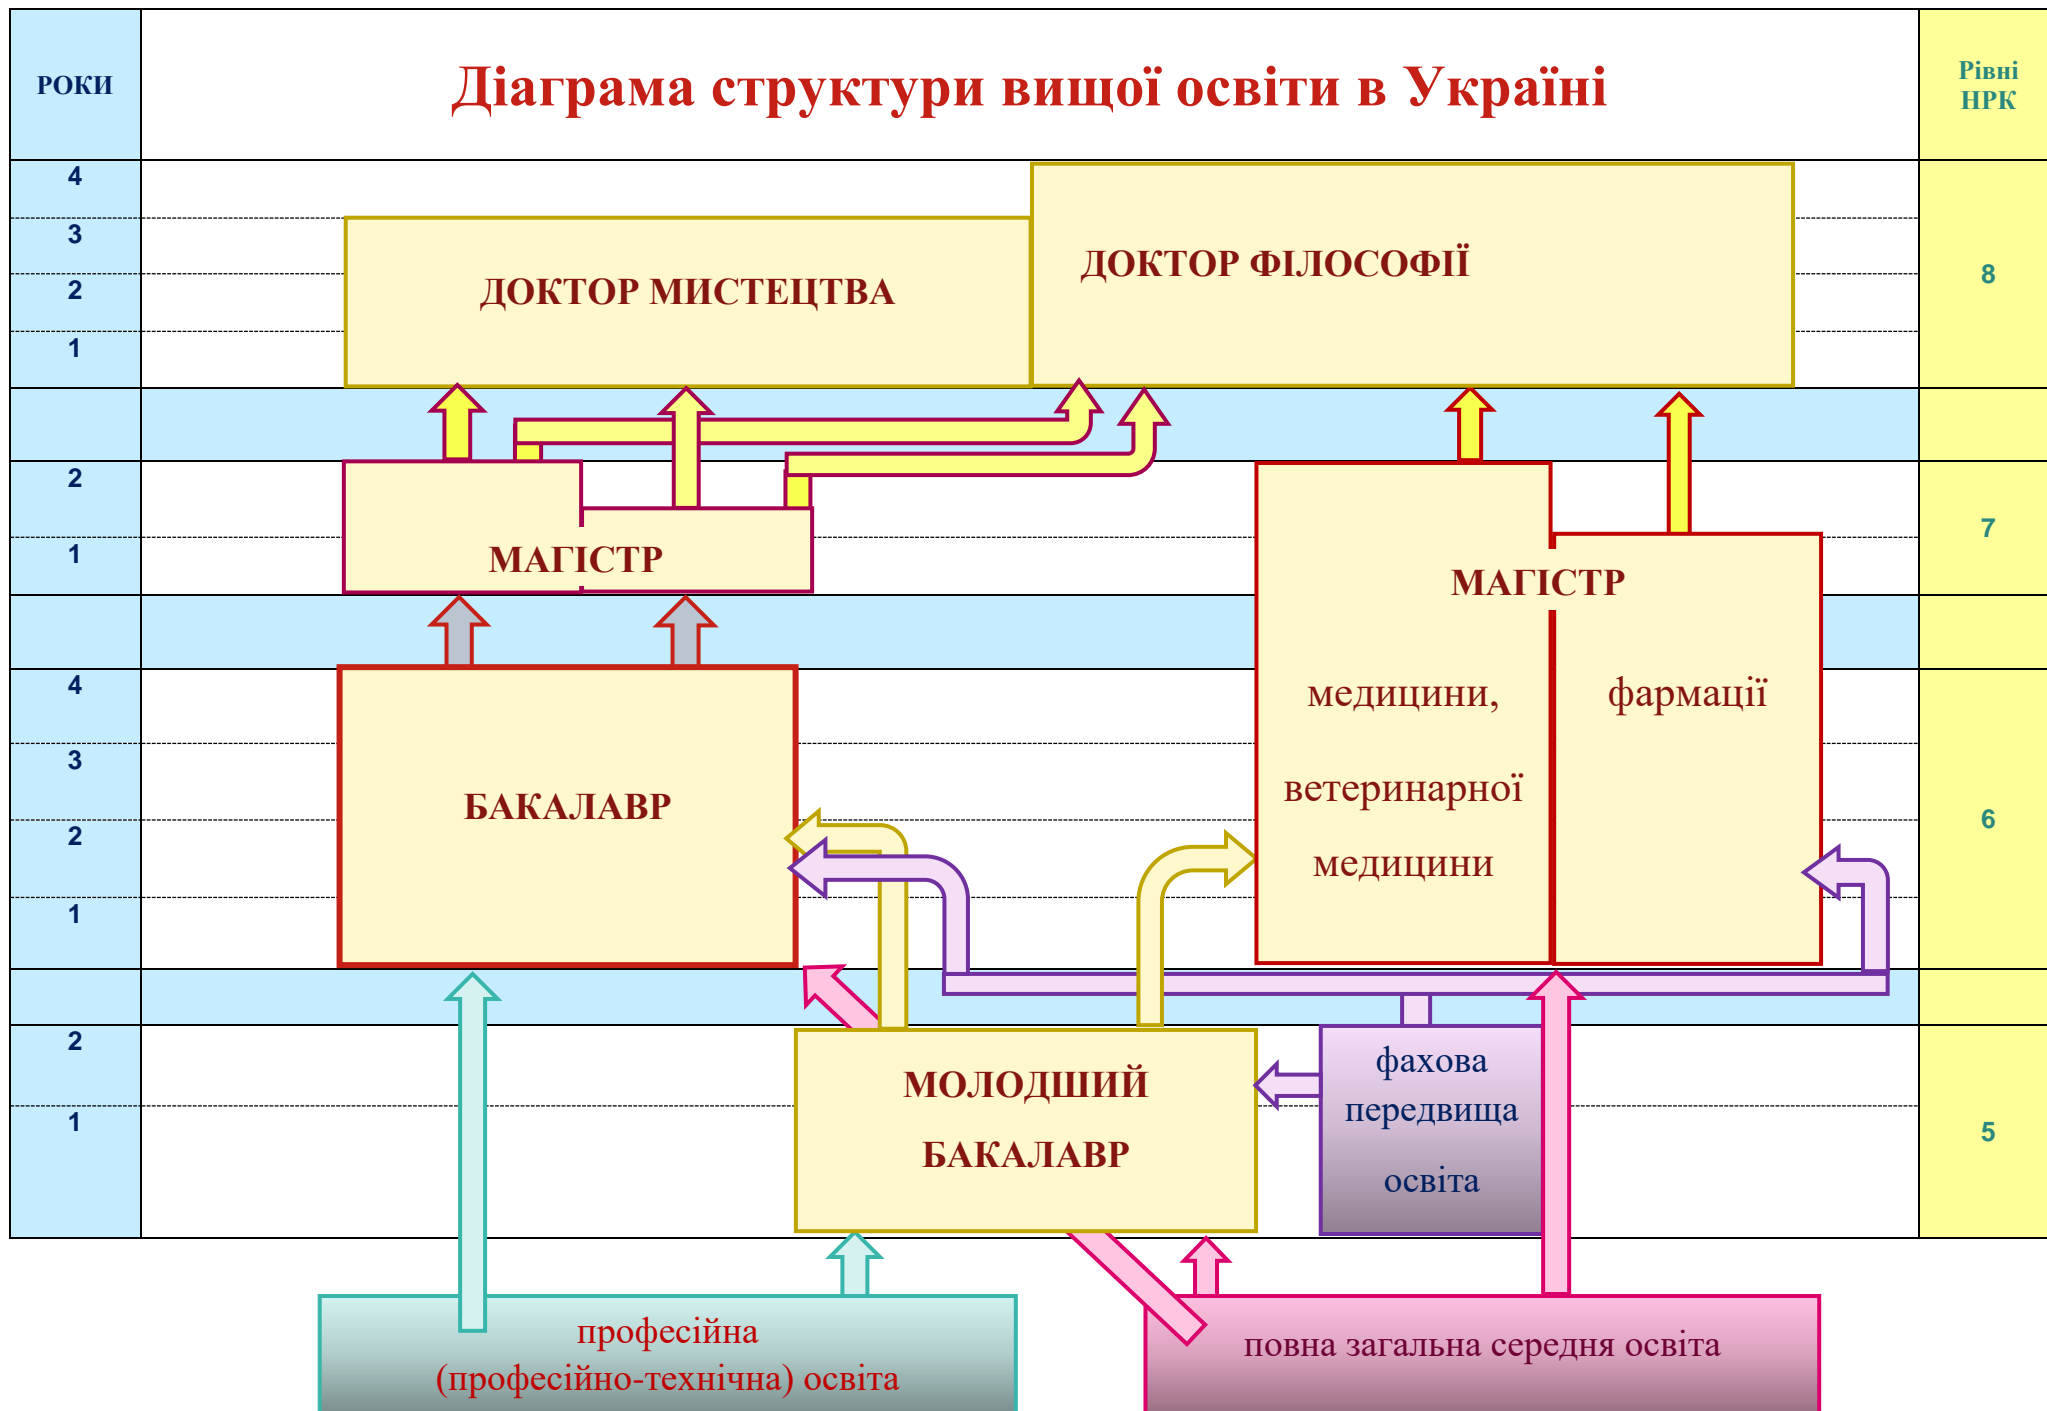 РОКИ
Діаграма структури вищої освіти в Україні
Рівні
НРК
4
3
ДОКТОР ФІЛОСОФІЇ
8
2
ДОКТОР МИСТЕЦТВА
1
2
7
1
МАГІСТР
МАГІСТР
4
медицини,
фармації
3
ветеринарної
БАКАЛАВР
6
2
медицини
1
2
фахова
МОЛОДШИЙ
передвища
1
5
БАКАЛАВР
освіта
професійна
(професійно-технічна) освіта
повна загальна середня освіта